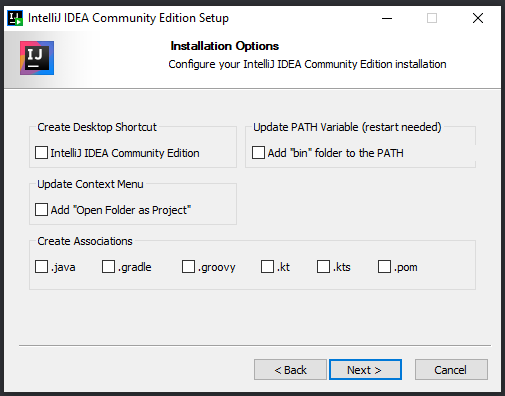 IntelliJ IDEA Community Edition Setup
IJ
Installation Options
Configure your IntelliJ IDEA Community Edition installation
Create Desktop Shortcut
IntelliJ IDEA Community Edition
Update PATH Variable (restart needed)
Add "bin" folder to the PATH
Update Context Menu
Add "Open Folder as Project"
Create Associations
.java .gradle .groovy .kt .kts .pom
< Back Next > Cancel